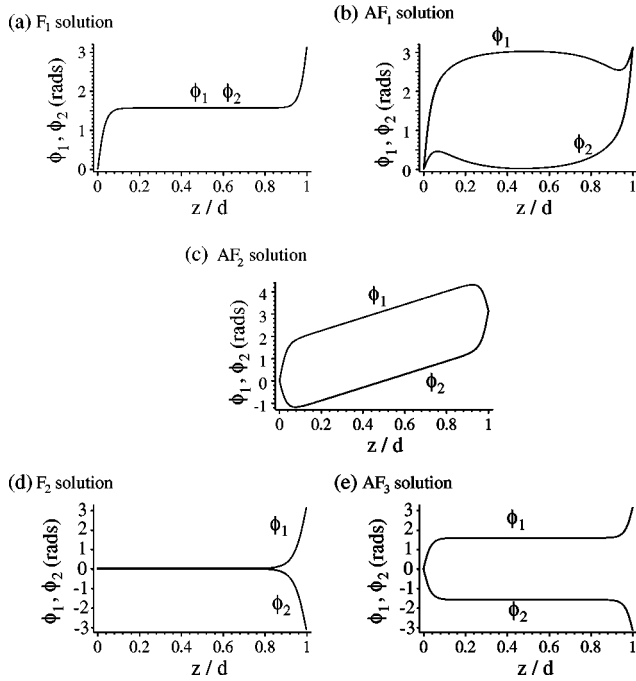 (a) F₁ solution
ϕ₁, ϕ₂ (rads)
3
2
1
0
ϕ₁ ϕ₂
0 0.2 0.4 0.6 0.8 1
z / d
(b) AF₁ solution
ϕ₁, ϕ₂ (rads)
3
2
1
0
ϕ₁
ϕ₂
0 0.2 0.4 0.6 0.8 1
z / d
(c) AF₂ solution
ϕ₁, ϕ₂ (rads)
4
3
2
1
0
-1
ϕ₁
ϕ₂
0 0.2 0.4 0.6 0.8 1
z / d
(d) F₂ solution
ϕ₁, ϕ₂ (rads)
3
2
1
0
-1
-2
-3
ϕ₁
ϕ₂
0 0.2 0.4 0.6 0.8 1
z / d
(e) AF₃ solution
ϕ₁, ϕ₂ (rads)
3
2
1
0
-1
-2
-3
ϕ₁
ϕ₂
0 0.2 0.4 0.6 0.8 1
z / d